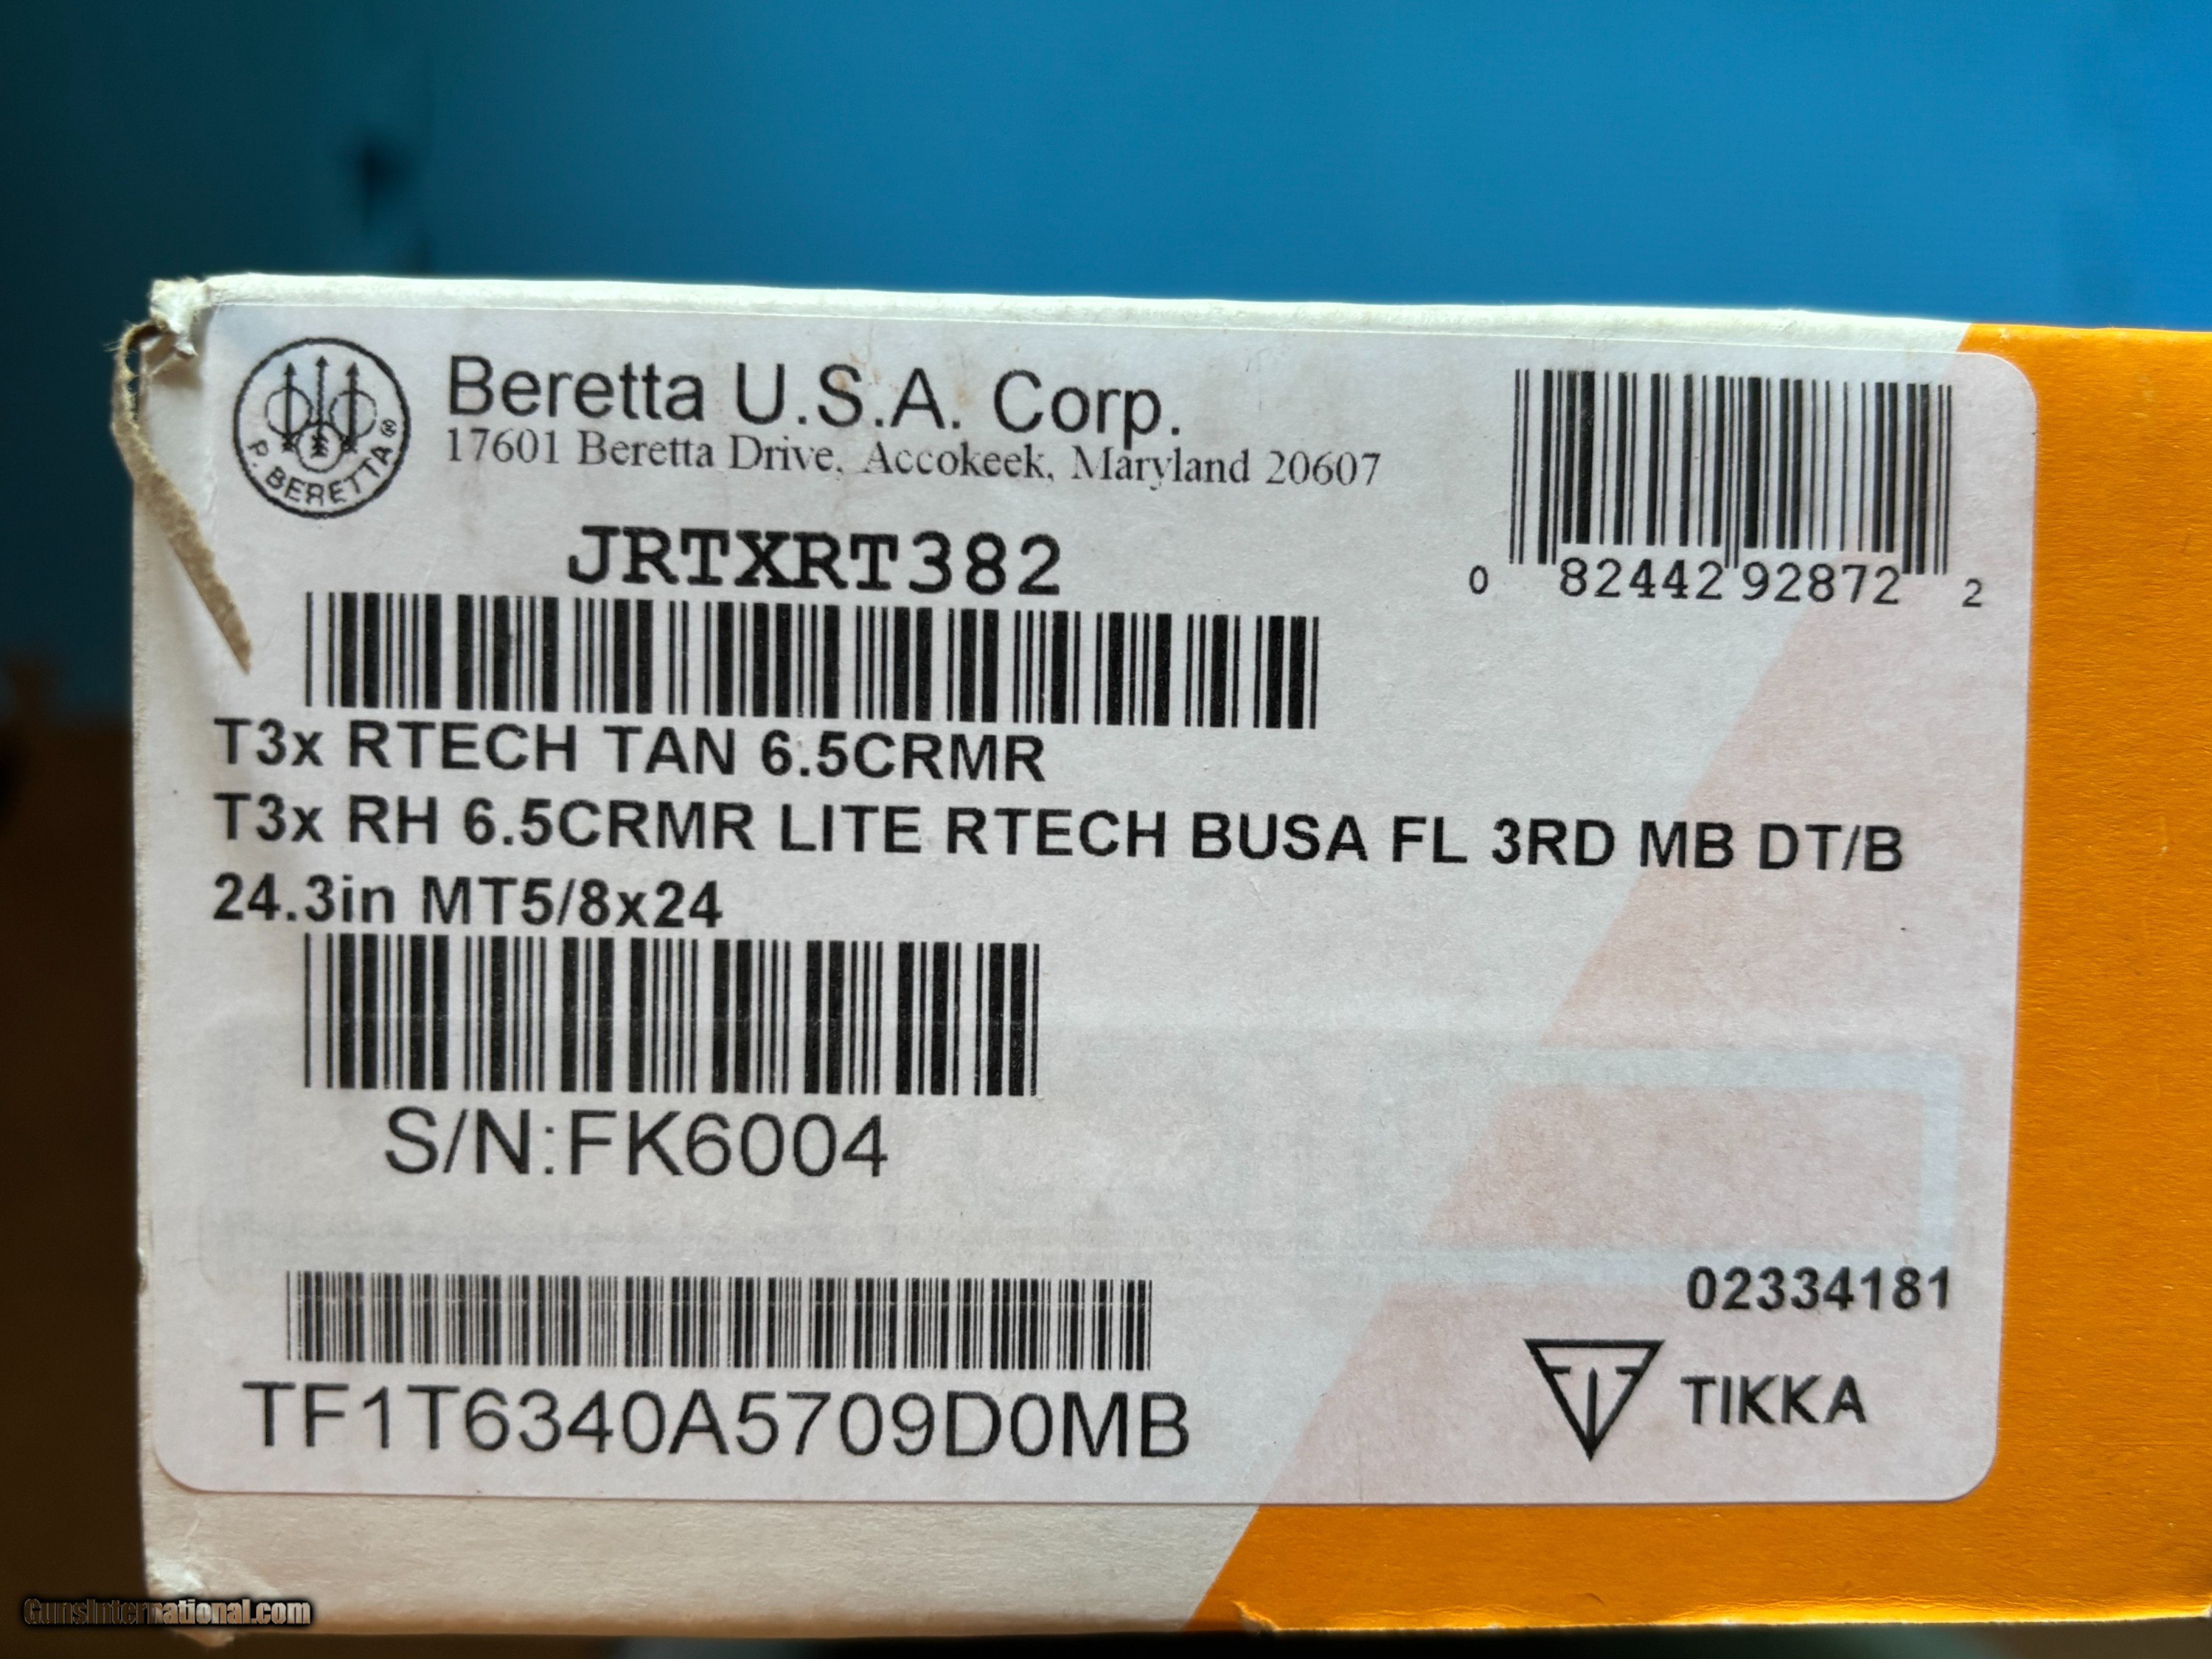 P. BERETTA®
Beretta U.S.A. Corp.
17601 Beretta Drive, Accokeek, Maryland 20607
0 82442 92872 2
JRTXRT382
T3x RTECH TAN 6.5CRMR
T3x RH 6.5CRMR LITE RTECH BUSA FL 3RD MB DT/B
24.3in MT5/8x24
S/N:FK6004
02334181
TF1T6340A5709D0MB
TIKKA
GunsInternational.com